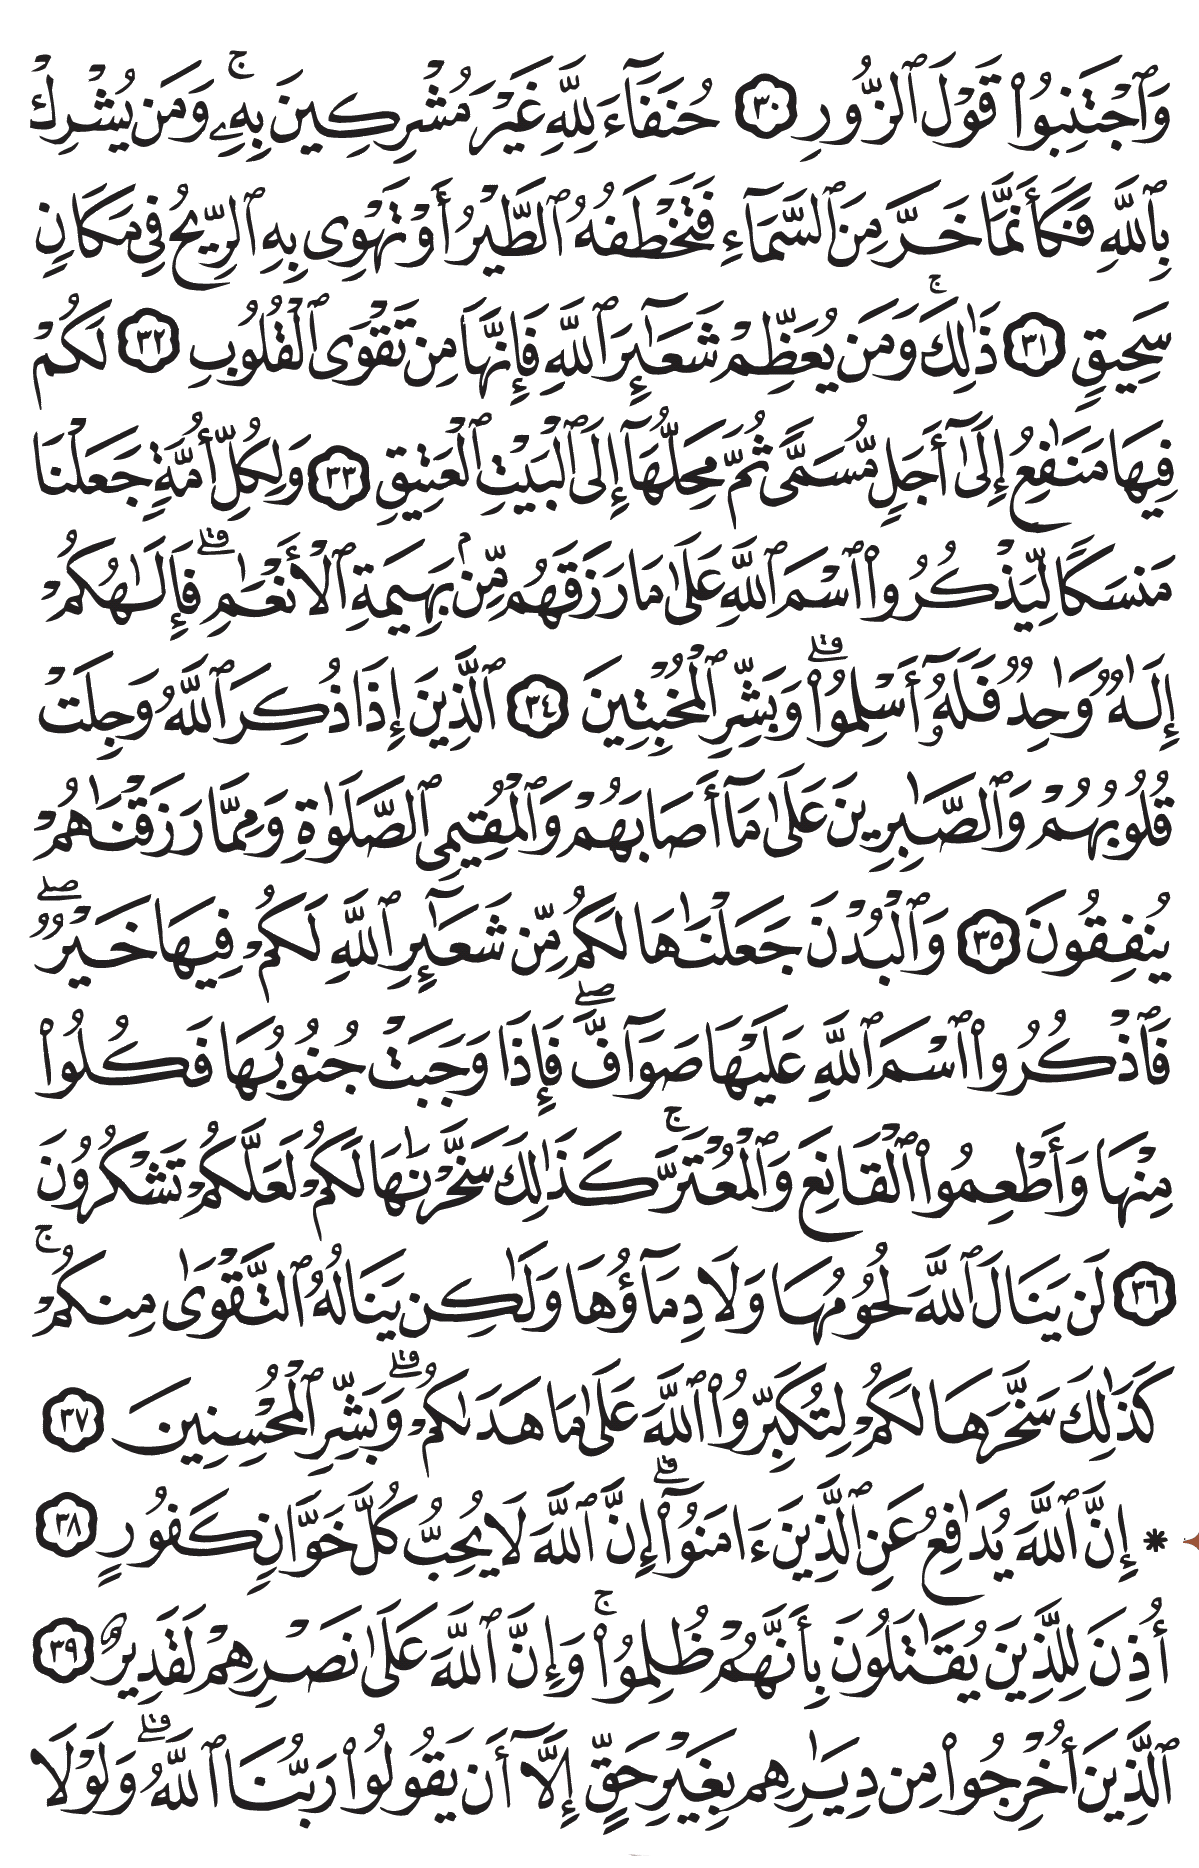 وَٱجْتَنِبُوا۟ قَوْلَ ٱلزُّورِ ٣٠ حُنَفَآءَ لِلَّهِ غَيْرَ مُشْرِكِينَ بِهِۦ ۚ وَمَن يُشْرِكْ
بِٱللَّهِ فَكَأَنَّمَا خَرَّ مِنَ ٱلسَّمَآءِ فَتَخْطَفُهُ ٱلطَّيْرُ أَوْ تَهْوِى بِهِ ٱلرِّيحُ فِى مَكَانٍ
سَحِيقٍ ٣١ ذَٰلِكَ ۚ وَمَن يُعَظِّمْ شَعَـٰٓئِرَ ٱللَّهِ فَإِنَّهَا مِن تَقْوَى ٱلْقُلُوبِ ٣٢ لَكُمْ
فِيهَا مَنَـٰفِعُ إِلَىٰٓ أَجَلٍ مُّسَمًّى ثُمَّ مَحِلُّهَآ إِلَى ٱلْبَيْتِ ٱلْعَتِيقِ ٣٣ وَلِكُلِّ أُمَّةٍ جَعَلْنَا
مَنسَكًا لِّيَذْكُرُوا۟ ٱسْمَ ٱللَّهِ عَلَىٰ مَا رَزَقَهُم مِّنۢ بَهِيمَةِ ٱلْأَنْعَـٰمِ ۗ فَإِلَـٰهُكُمْ
إِلَـٰهٌ وَٰحِدٌ فَلَهُۥٓ أَسْلِمُوا۟ ۗ وَبَشِّرِ ٱلْمُخْبِتِينَ ٣٤ ٱلَّذِينَ إِذَا ذُكِرَ ٱللَّهُ وَجِلَتْ
قُلُوبُهُمْ وَٱلصَّـٰبِرِينَ عَلَىٰ مَآ أَصَابَهُمْ وَٱلْمُقِيمِى ٱلصَّلَوٰةِ وَمِمَّا رَزَقْنَـٰهُمْ
يُنفِقُونَ ٣٥ وَٱلْبُدْنَ جَعَلْنَـٰهَا لَكُم مِّن شَعَـٰٓئِرِ ٱللَّهِ لَكُمْ فِيهَا خَيْرٌ ۖ
فَٱذْكُرُوا۟ ٱسْمَ ٱللَّهِ عَلَيْهَا صَوَآفَّ ۖ فَإِذَا وَجَبَتْ جُنُوبُهَا فَكُلُوا۟
مِنْهَا وَأَطْعِمُوا۟ ٱلْقَانِعَ وَٱلْمُعْتَرَّ ۚ كَذَٰلِكَ سَخَّرْنَـٰهَا لَكُمْ لَعَلَّكُمْ تَشْكُرُونَ
٣٦ لَن يَنَالَ ٱللَّهَ لُحُومُهَا وَلَا دِمَآؤُهَا وَلَـٰكِن يَنَالُهُ ٱلتَّقْوَىٰ مِنكُمْ ۚ
كَذَٰلِكَ سَخَّرَهَا لَكُمْ لِتُكَبِّرُوا۟ ٱللَّهَ عَلَىٰ مَا هَدَىٰكُمْ ۗ وَبَشِّرِ ٱلْمُحْسِنِينَ ٣٧
* إِنَّ ٱللَّهَ يُدَٰفِعُ عَنِ ٱلَّذِينَ ءَامَنُوٓا۟ ۗ إِنَّ ٱللَّهَ لَا يُحِبُّ كُلَّ خَوَّانٍ كَفُورٍ ٣٨
أُذِنَ لِلَّذِينَ يُقَـٰتَلُونَ بِأَنَّهُمْ ظُلِمُوا۟ ۚ وَإِنَّ ٱللَّهَ عَلَىٰ نَصْرِهِمْ لَقَدِيرٌ ٣٩
ٱلَّذِينَ أُخْرِجُوا۟ مِن دِيَـٰرِهِم بِغَيْرِ حَقٍّ إِلَّآ أَن يَقُولُوا۟ رَبُّنَا ٱللَّهُ ۗ وَلَوْلَا